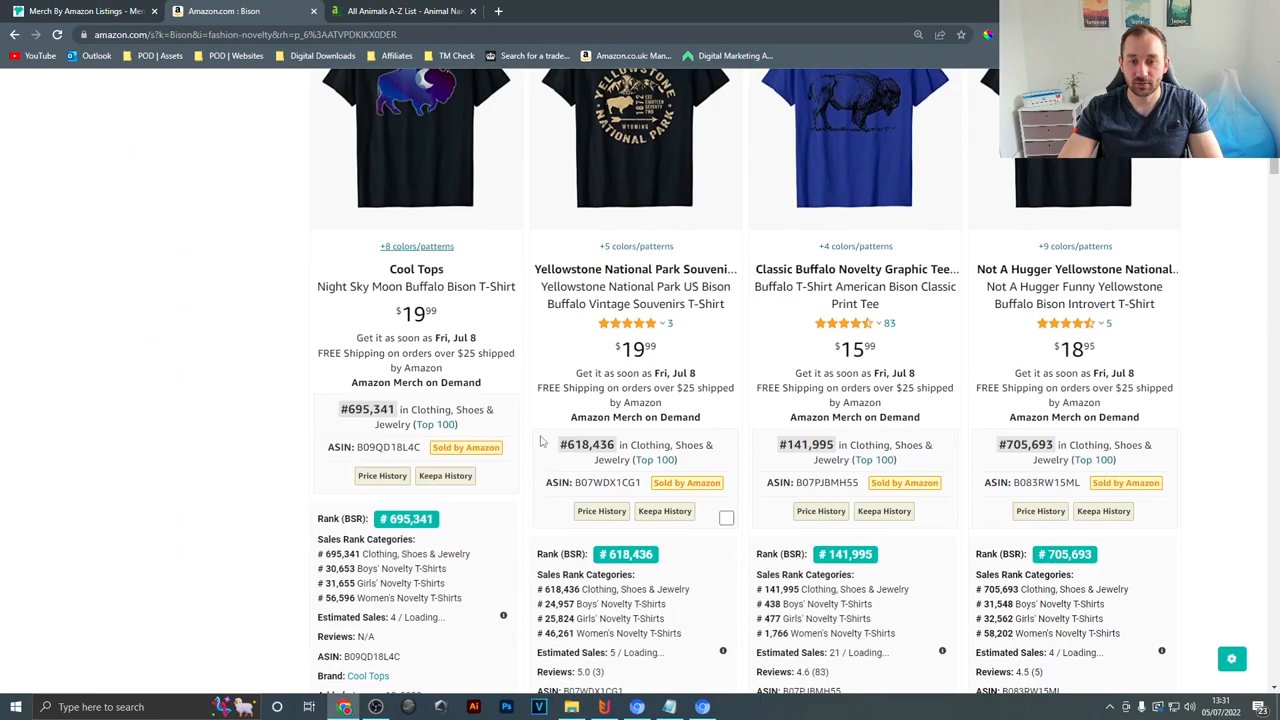 Merch By Amazon Listings - Mer
Amazon.com : Bison
All Animals A-Z List - Animal Na
amazon.com/s?k=Bison&i=fashion-novelty&rh=p_6%3AATVPDKIKX0DER
YouTube
Outlook
POD | Assets
POD | Websites
Digital Downloads
Affiliates
TM Check
Search for a trade...
Amazon.co.uk: Man...
Digital Marketing A...
YELLOWSTONE
1872
EST
EIGHTEEN
SEVENTY
TWO
WYOMING
NATIONAL PARK
+8 colors/patterns
Cool Tops
Night Sky Moon Buffalo Bison T-Shirt
$19 99
Get it as soon as Fri, Jul 8
FREE Shipping on orders over $25 shipped
by Amazon
Amazon Merch on Demand
#695,341 in Clothing, Shoes &
Jewelry (Top 100)
ASIN: B09QD18L4C Sold by Amazon
Price History Keepa History
Rank (BSR): # 695,341
Sales Rank Categories:
# 695,341 Clothing, Shoes & Jewelry
# 30,653 Boys' Novelty T-Shirts
# 31,655 Girls' Novelty T-Shirts
# 56,596 Women's Novelty T-Shirts
Estimated Sales: 4 / Loading...
Reviews: N/A
ASIN: B09QD18L4C
Brand: Cool Tops
+5 colors/patterns
Yellowstone National Park Souveni...
Yellowstone National Park US Bison
Buffalo Vintage Souvenirs T-Shirt
3
$19 99
Get it as soon as Fri, Jul 8
FREE Shipping on orders over $25 shipped
by Amazon
Amazon Merch on Demand
#618,436 in Clothing, Shoes &
Jewelry (Top 100)
ASIN: B07WDX1CG1 Sold by Amazon
Price History Keepa History
Rank (BSR): # 618,436
Sales Rank Categories:
# 618,436 Clothing, Shoes & Jewelry
# 24,957 Boys' Novelty T-Shirts
# 25,824 Girls' Novelty T-Shirts
# 46,261 Women's Novelty T-Shirts
Estimated Sales: 5 / Loading...
Reviews: 5.0 (3)
ASIN: B07WDX1CG1
+4 colors/patterns
Classic Buffalo Novelty Graphic Tee...
Buffalo T-Shirt American Bison Classic
Print Tee
83
$15 99
Get it as soon as Fri, Jul 8
FREE Shipping on orders over $25 shipped
by Amazon
Amazon Merch on Demand
#141,995 in Clothing, Shoes &
Jewelry (Top 100)
ASIN: B07PJBMH55 Sold by Amazon
Price History Keepa History
Rank (BSR): # 141,995
Sales Rank Categories:
# 141,995 Clothing, Shoes & Jewelry
# 438 Boys' Novelty T-Shirts
# 477 Girls' Novelty T-Shirts
# 1,766 Women's Novelty T-Shirts
Estimated Sales: 21 / Loading...
Reviews: 4.6 (83)
ASIN: B07PJBMH55
+9 colors/patterns
Not A Hugger Yellowstone National..
Not A Hugger Funny Yellowstone
Buffalo Bison Introvert T-Shirt
5
$18 95
Get it as soon as Fri, Jul 8
FREE Shipping on orders over $25 shipped
by Amazon
Amazon Merch on Demand
#705,693 in Clothing, Shoes &
Jewelry (Top 100)
ASIN: B083RW15ML Sold by Amazon
Price History Keepa History
Rank (BSR): # 705,693
Sales Rank Categories:
# 705,693 Clothing, Shoes & Jewelry
# 31,548 Boys' Novelty T-Shirts
# 32,562 Girls' Novelty T-Shirts
# 58,202 Women's Novelty T-Shirts
Estimated Sales: 4 / Loading...
Reviews: 4.5 (5)
ASIN: B083RW15ML
Type here to search
Ai
Ps
V
13:31
05/07/2022
23